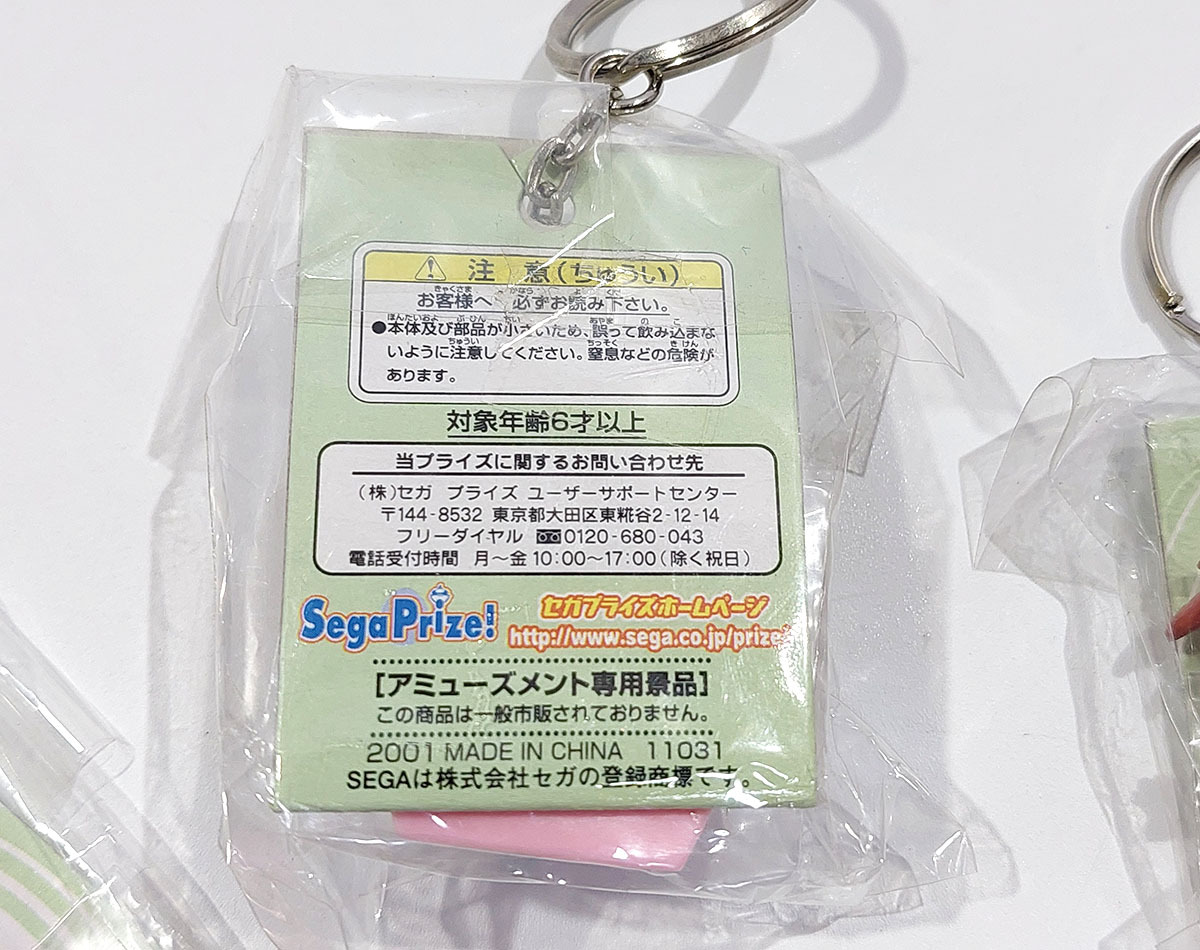 ⚠ 注 意(ちゅうい)
お客様へ 必ずお読み下さい。
●本体及び部品が小さいため、誤って飲み込まな
いように注意してください。窒息などの危険が
あります。
対象年齢6才以上
当プライズに関するお問い合わせ先
(株)セガ プライズ ユーザーサポートセンター
〒144-8532 東京都大田区東糀谷2-12-14
フリーダイヤル 0120-680-043
電話受付時間 月〜金 10:00〜17:00(除く祝日)
SegaPrize!
セガプライズホームページ
http://www.sega.co.jp/prize
[アミューズメント専用景品]
この商品は一般市販されておりません。
2001 MADE IN CHINA 11031
SEGAは株式会社セガの登録商標です。